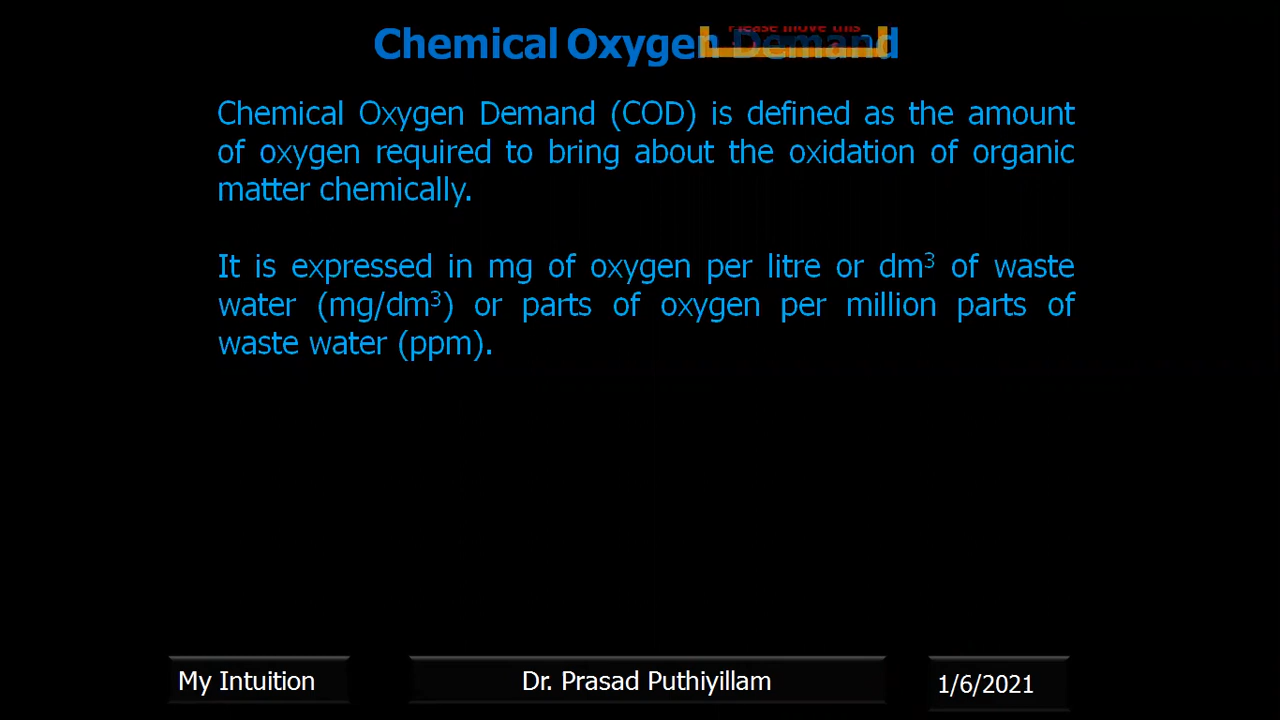 Please move this
Chemical Oxygen Demand
Chemical Oxygen Demand (COD) is defined as the amount
of oxygen required to bring about the oxidation of organic
matter chemically.
It is expressed in mg of oxygen per litre or dm³ of waste
water (mg/dm³) or parts of oxygen per million parts of
waste water (ppm).
My Intuition
Dr. Prasad Puthiyillam
1/6/2021